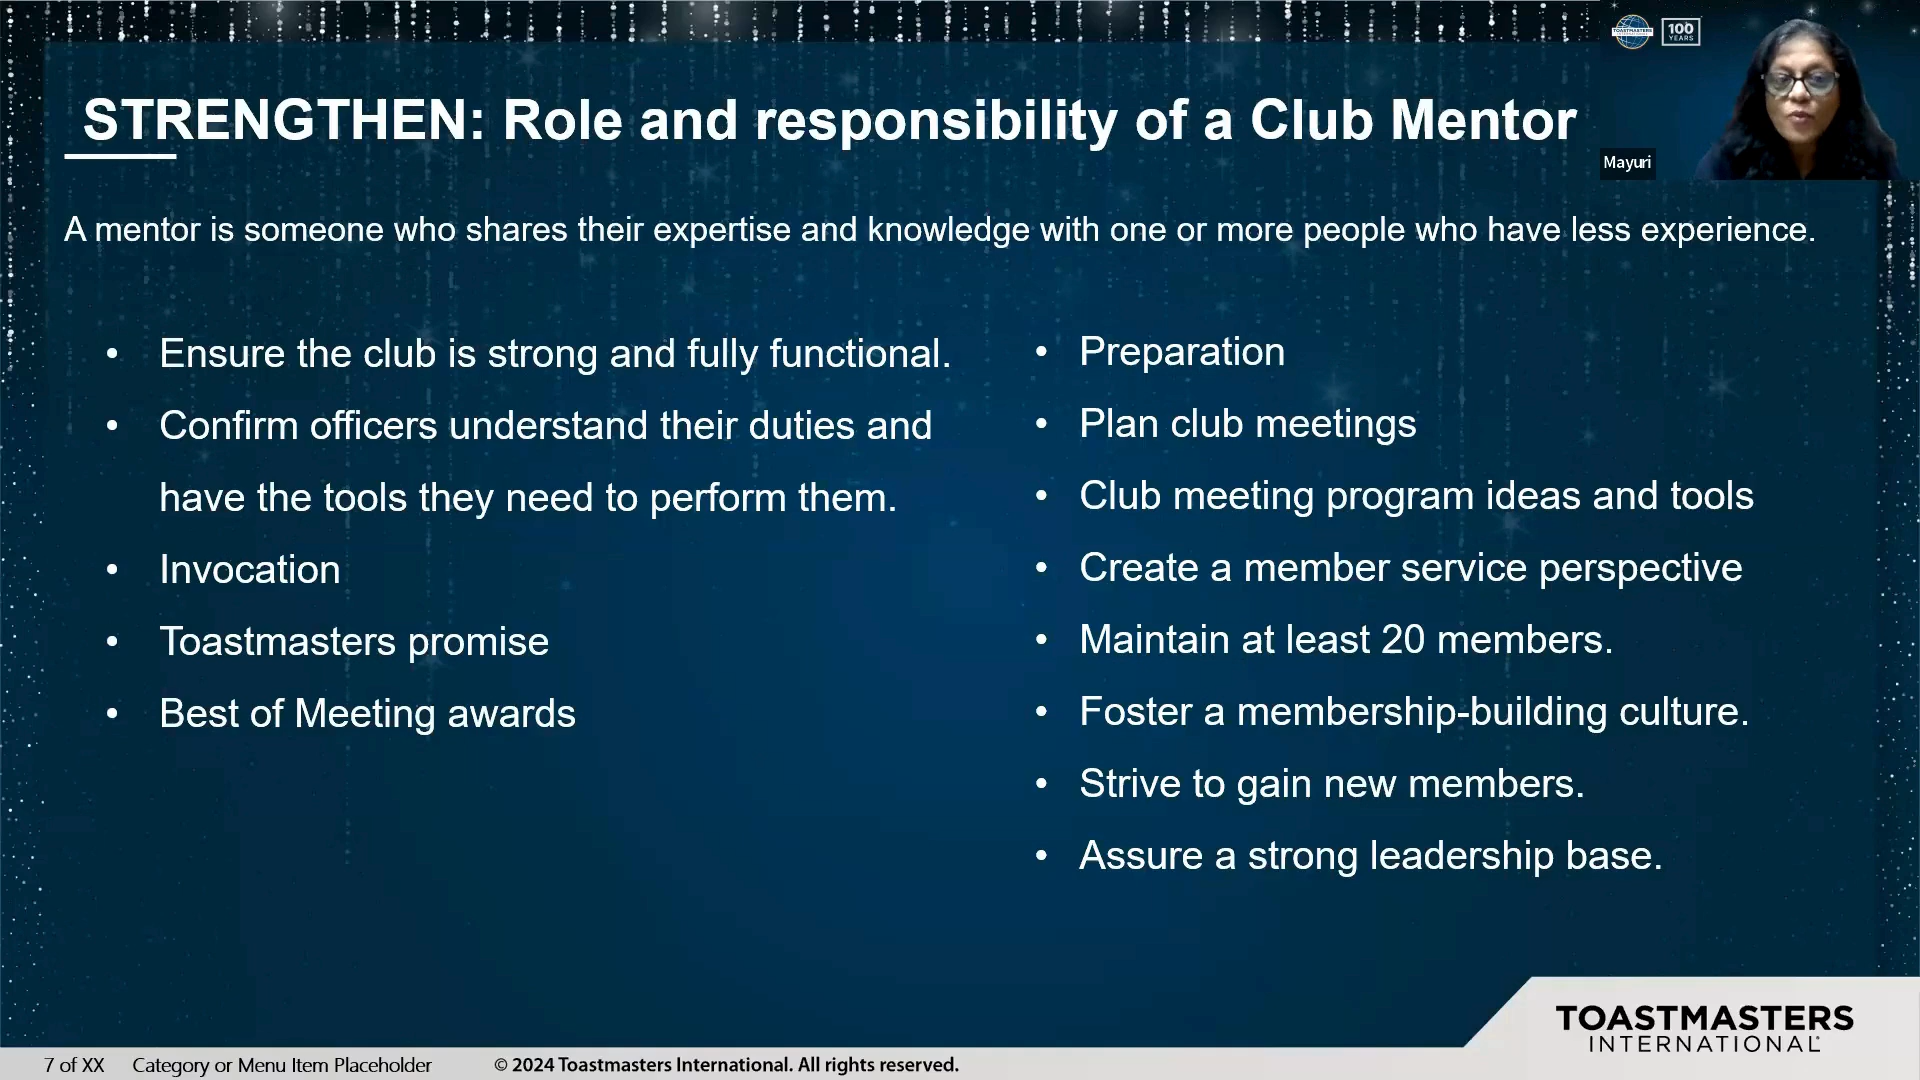 TOASTMASTERS
INTERNATIONAL
100
YEARS
STRENGTHEN: Role and responsibility of a Club Mentor
Mayuri
A mentor is someone who shares their expertise and knowledge with one or more people who have less experience.
• Ensure the club is strong and fully functional.
• Confirm officers understand their duties and
have the tools they need to perform them.
• Invocation
• Toastmasters promise
• Best of Meeting awards
• Preparation
• Plan club meetings
• Club meeting program ideas and tools
• Create a member service perspective
• Maintain at least 20 members.
• Foster a membership-building culture.
• Strive to gain new members.
• Assure a strong leadership base.
TOASTMASTERS
INTERNATIONAL
7 of XX Category or Menu Item Placeholder © 2024 Toastmasters International. All rights reserved.